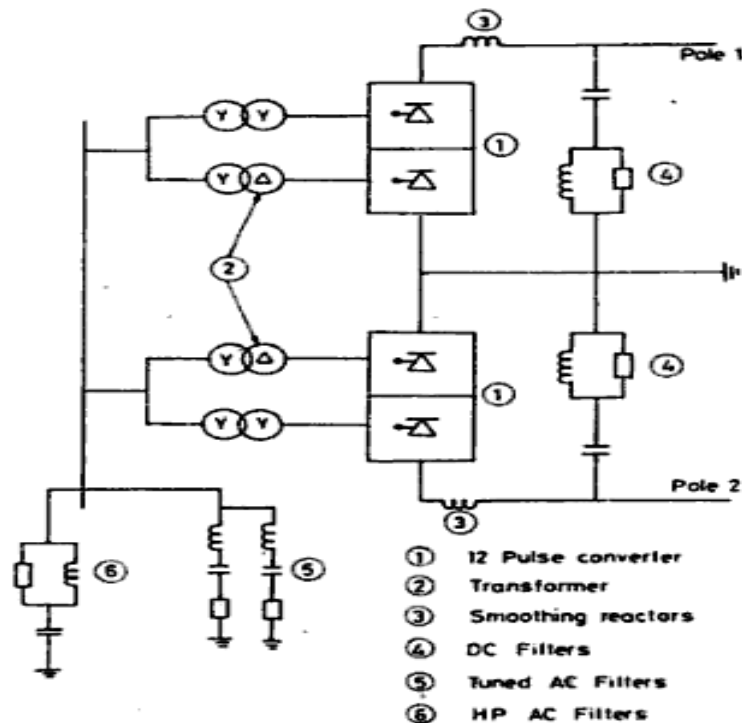 ③
Pole 1
Y Y
①
Y Δ
④
②
Y Δ
④
①
Y Y
Pole 2
③
⑥
⑤
① 12 Pulse converter
② Transformer
③ Smoothing reactors
④ DC Filters
⑤ Tuned AC Filters
⑥ HP AC Filters